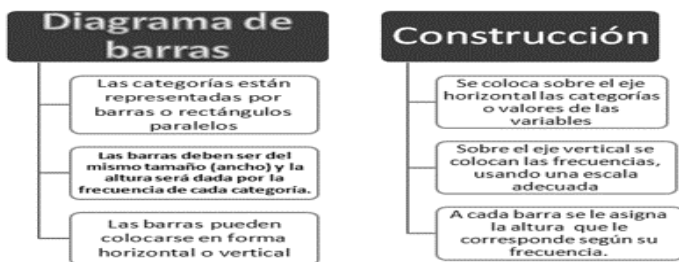 Diagrama de
barras
Las categorías están
representadas por
barras o rectángulos
paralelos
Las barras deben ser del
mismo tamaño (ancho) y la
altura será dada por la
frecuencia de cada categoría.
Las barras pueden
colocarse en forma
horizontal o vertical
Construcción
Se coloca sobre el eje
horizontal las categorías
o valores de las
variables
Sobre el eje vertical se
colocan las frecuencias,
usando una escala
adecuada
A cada barra se le asigna
la altura que le
corresponde según su
frecuencia.